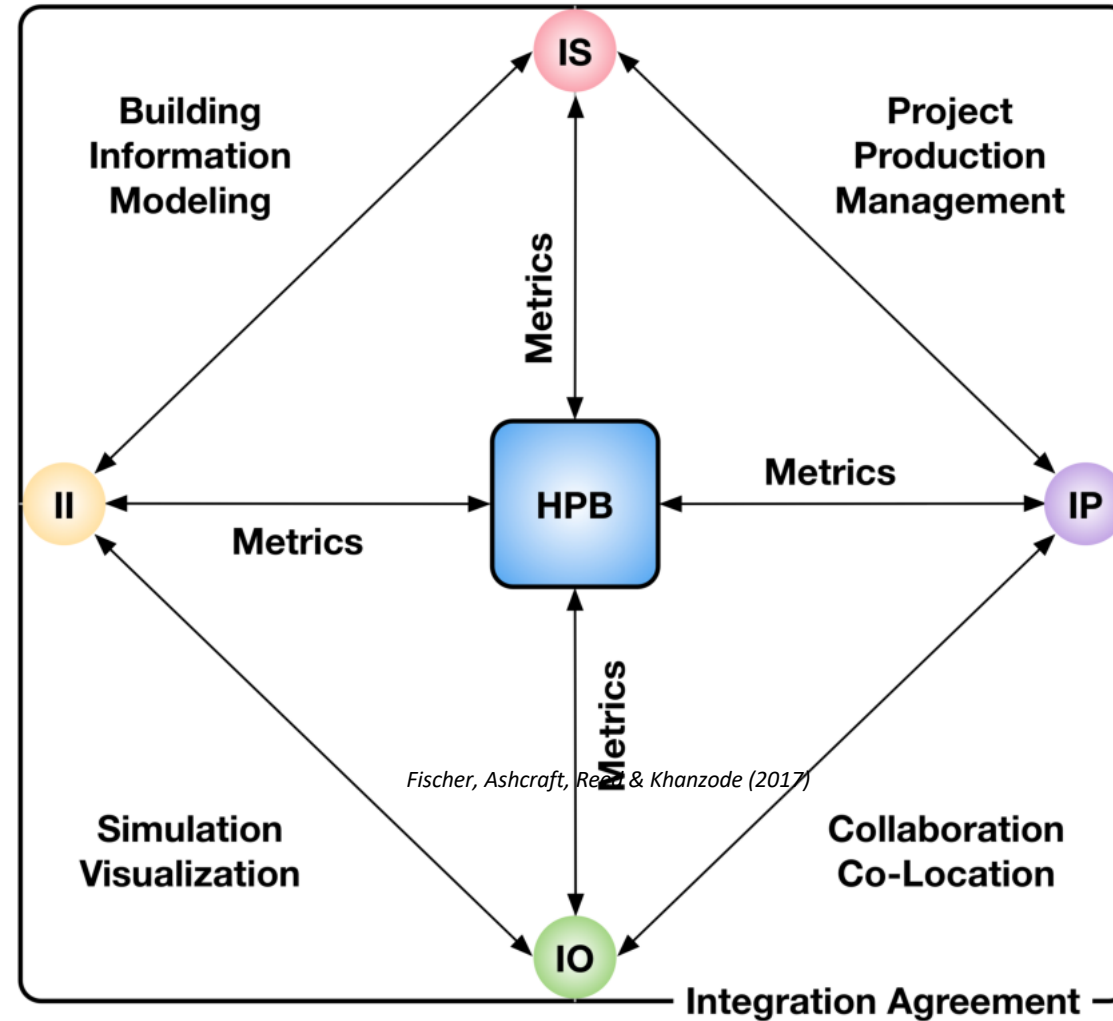 IS
Building
Information
Modeling
Project
Production
Management
Metrics
II
HPB
Metrics
IP
Metrics
Metrics
Fischer, Ashcraft, Reed & Khanzode (2017)
Simulation
Visualization
Collaboration
Co-Location
IO
Integration Agreement